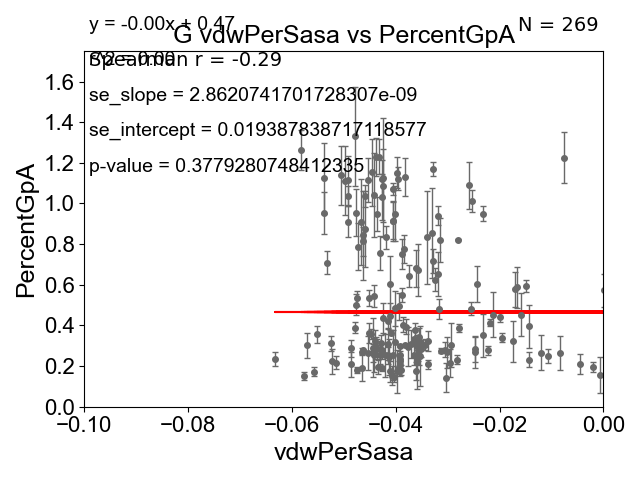 y = -0.00x + 0.47
N = 269
G vdwPerSasa vs PercentGpA
R^2 = 0.00
Spearman r = -0.29
se_slope = 2.8620741701728307e-09
se_intercept = 0.019387838717118577
p-value = 0.3779280748412335
PercentGpA
1.6
1.4
1.2
1.0
0.8
0.6
0.4
0.2
0.0
−0.10
−0.08
−0.06
−0.04
−0.02
0.00
vdwPerSasa